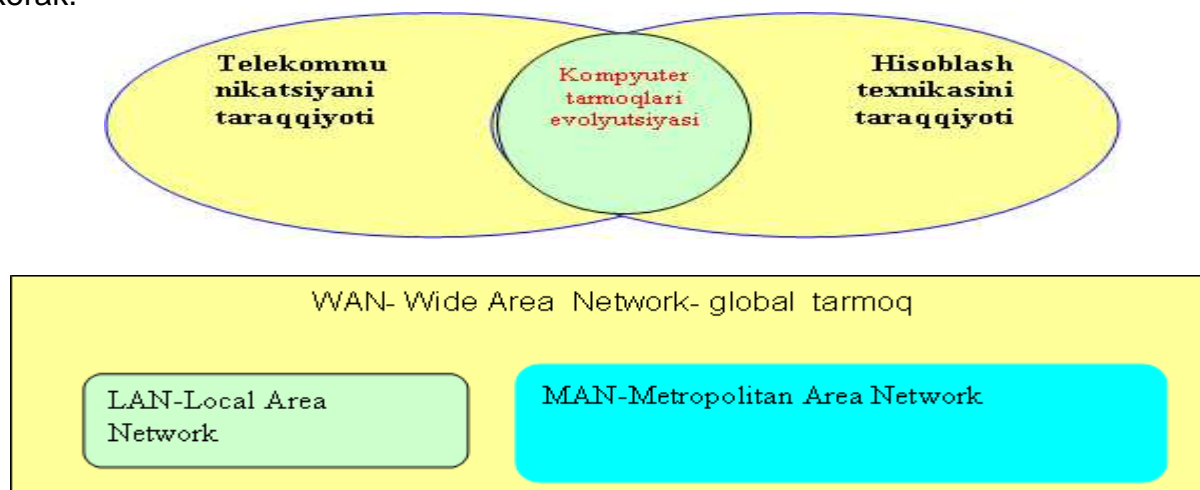 kerak.
Telekommu
nikatsiyani
taraqqiyoti
Kompyuter
tarmoqlari
evolyutsiyasi
Hisoblash
texnikasini
taraqqiyoti
WAN- Wide Area Network- global tarmoq
LAN-Local Area
Network
MAN-Metropolitan Area Network